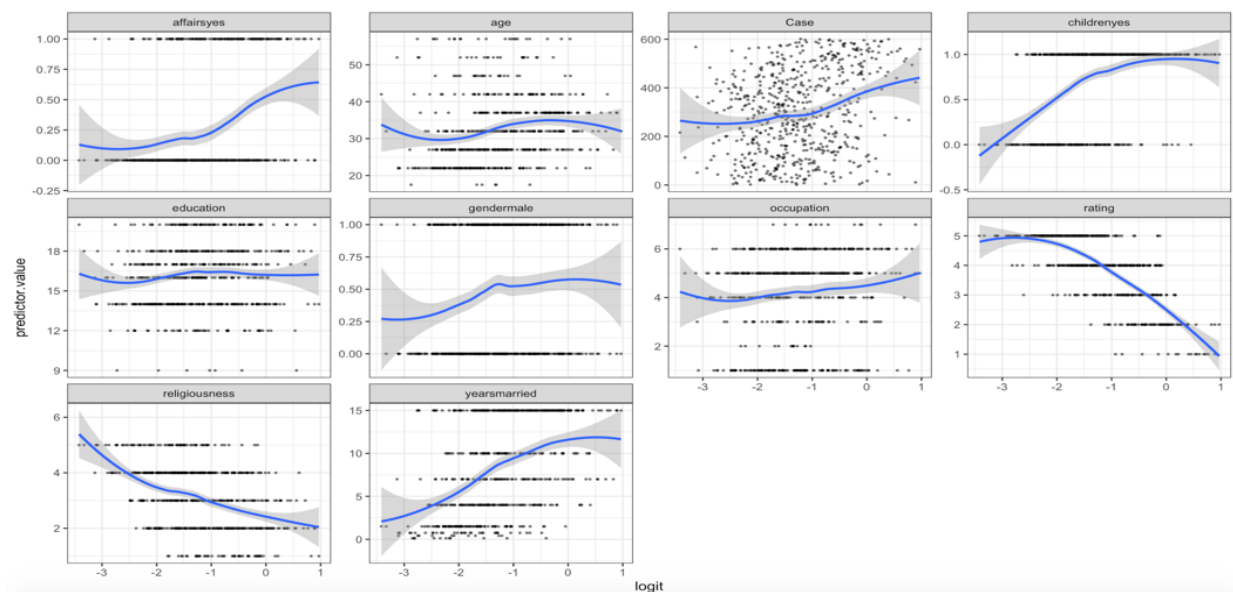 affairsyes
age
Case
childrenyes
1.00
0.75
0.50
0.25
0.00
-0.25
50
40
30
20
600
400
200
0
1.0
0.5
0.0
-0.5
education
gendermale
occupation
rating
18
15
12
9
1.00
0.75
0.50
0.25
0.00
6
4
2
5
4
3
2
1
-3 -2 -1 0 1
-3 -2 -1 0 1
religiousness
yearsmarried
6
4
2
15
10
5
0
-3 -2 -1 0 1
-3 -2 -1 0 1
predictor.value
logit